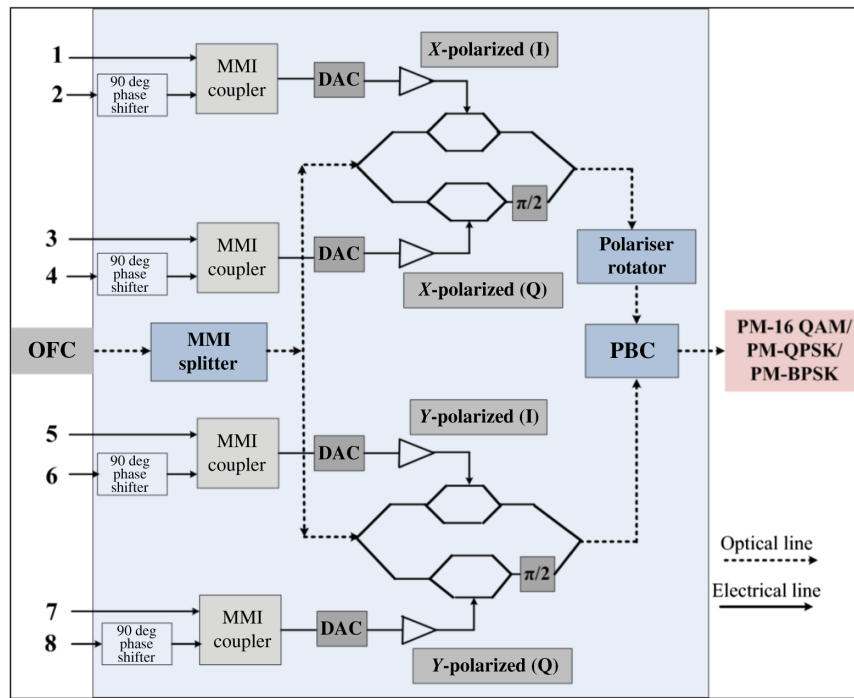 1
2
90 deg
phase
shifter
MMI
coupler
DAC
X-polarized (I)
π/2
3
4
90 deg
phase
shifter
MMI
coupler
DAC
X-polarized (Q)
Polariser
rotator
OFC
MMI
splitter
PBC
PM-16 QAM/
PM-QPSK/
PM-BPSK
5
6
90 deg
phase
shifter
MMI
coupler
DAC
Y-polarized (I)
π/2
7
8
90 deg
phase
shifter
MMI
coupler
DAC
Y-polarized (Q)
Optical line
Electrical line